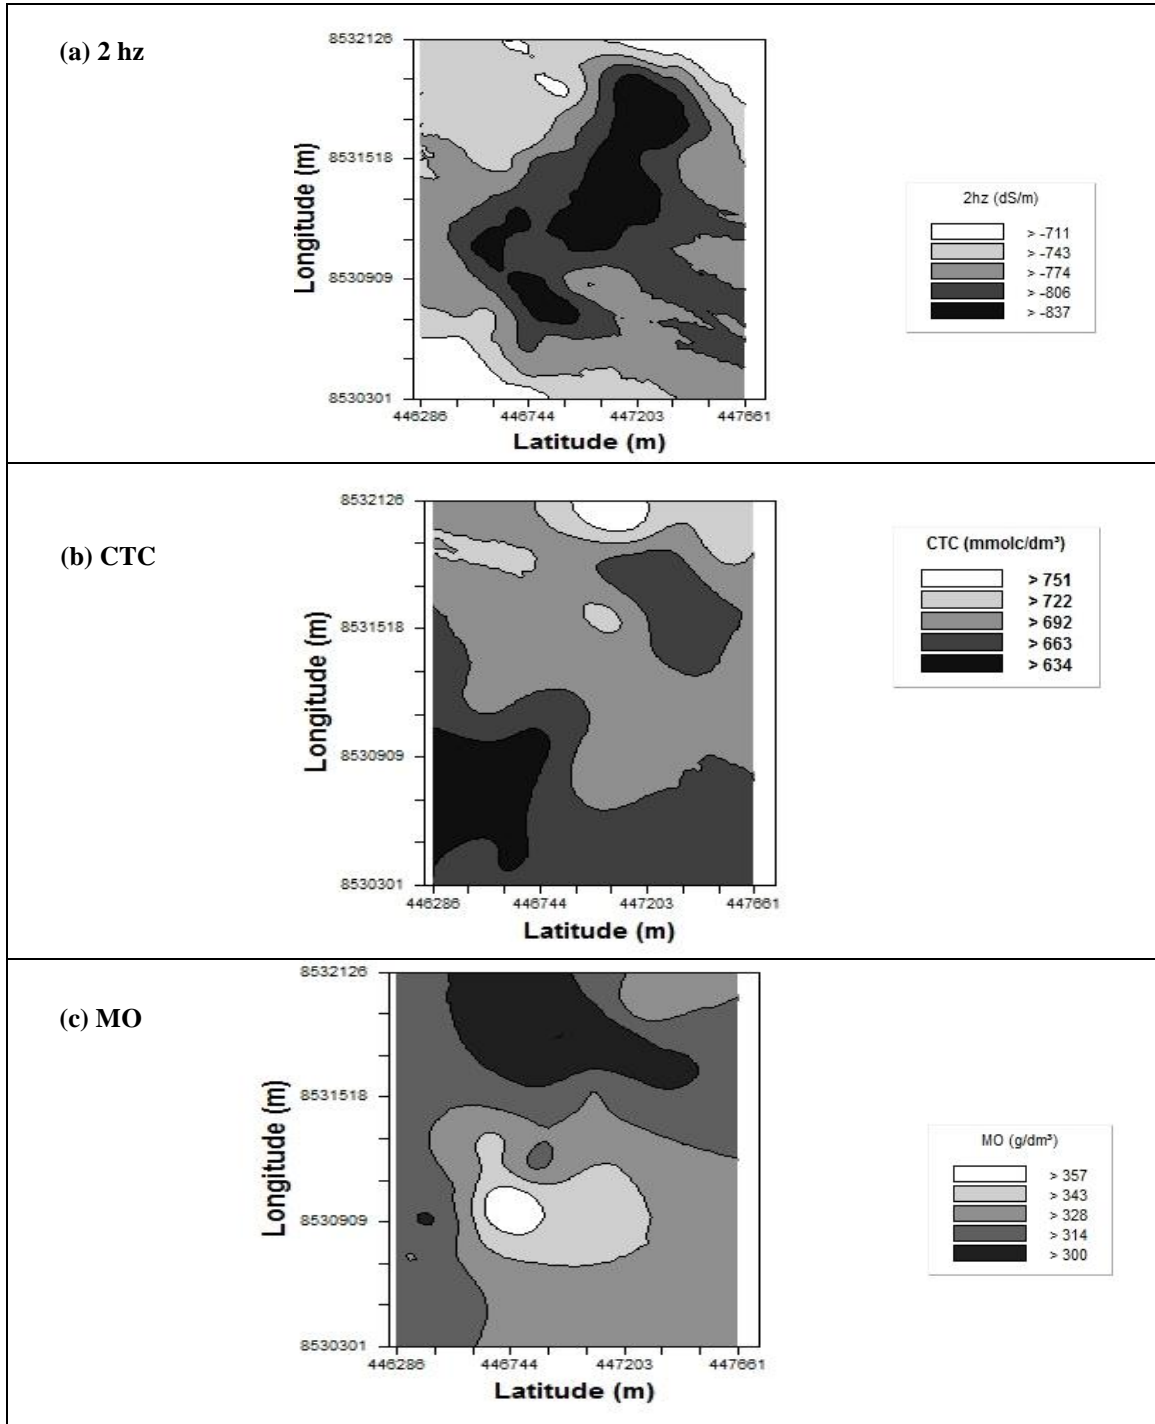 (a) 2 hz
8532126
8531518
8530909
8530301
Longitude (m)
446286 446744 447203 447661
Latitude (m)
2hz (dS/m)
> -711
> -743
> -774
> -806
> -837
(b) CTC
8532126
8531518
8530909
8530301
Longitude (m)
446286 446744 447203 447661
Latitude (m)
CTC (mmolc/dm³)
> 751
> 722
> 692
> 663
> 634
(c) MO
8532126
8531518
8530909
8530301
Longitude (m)
446286 446744 447203 447661
Latitude (m)
MO (g/dm³)
> 357
> 343
> 328
> 314
> 300